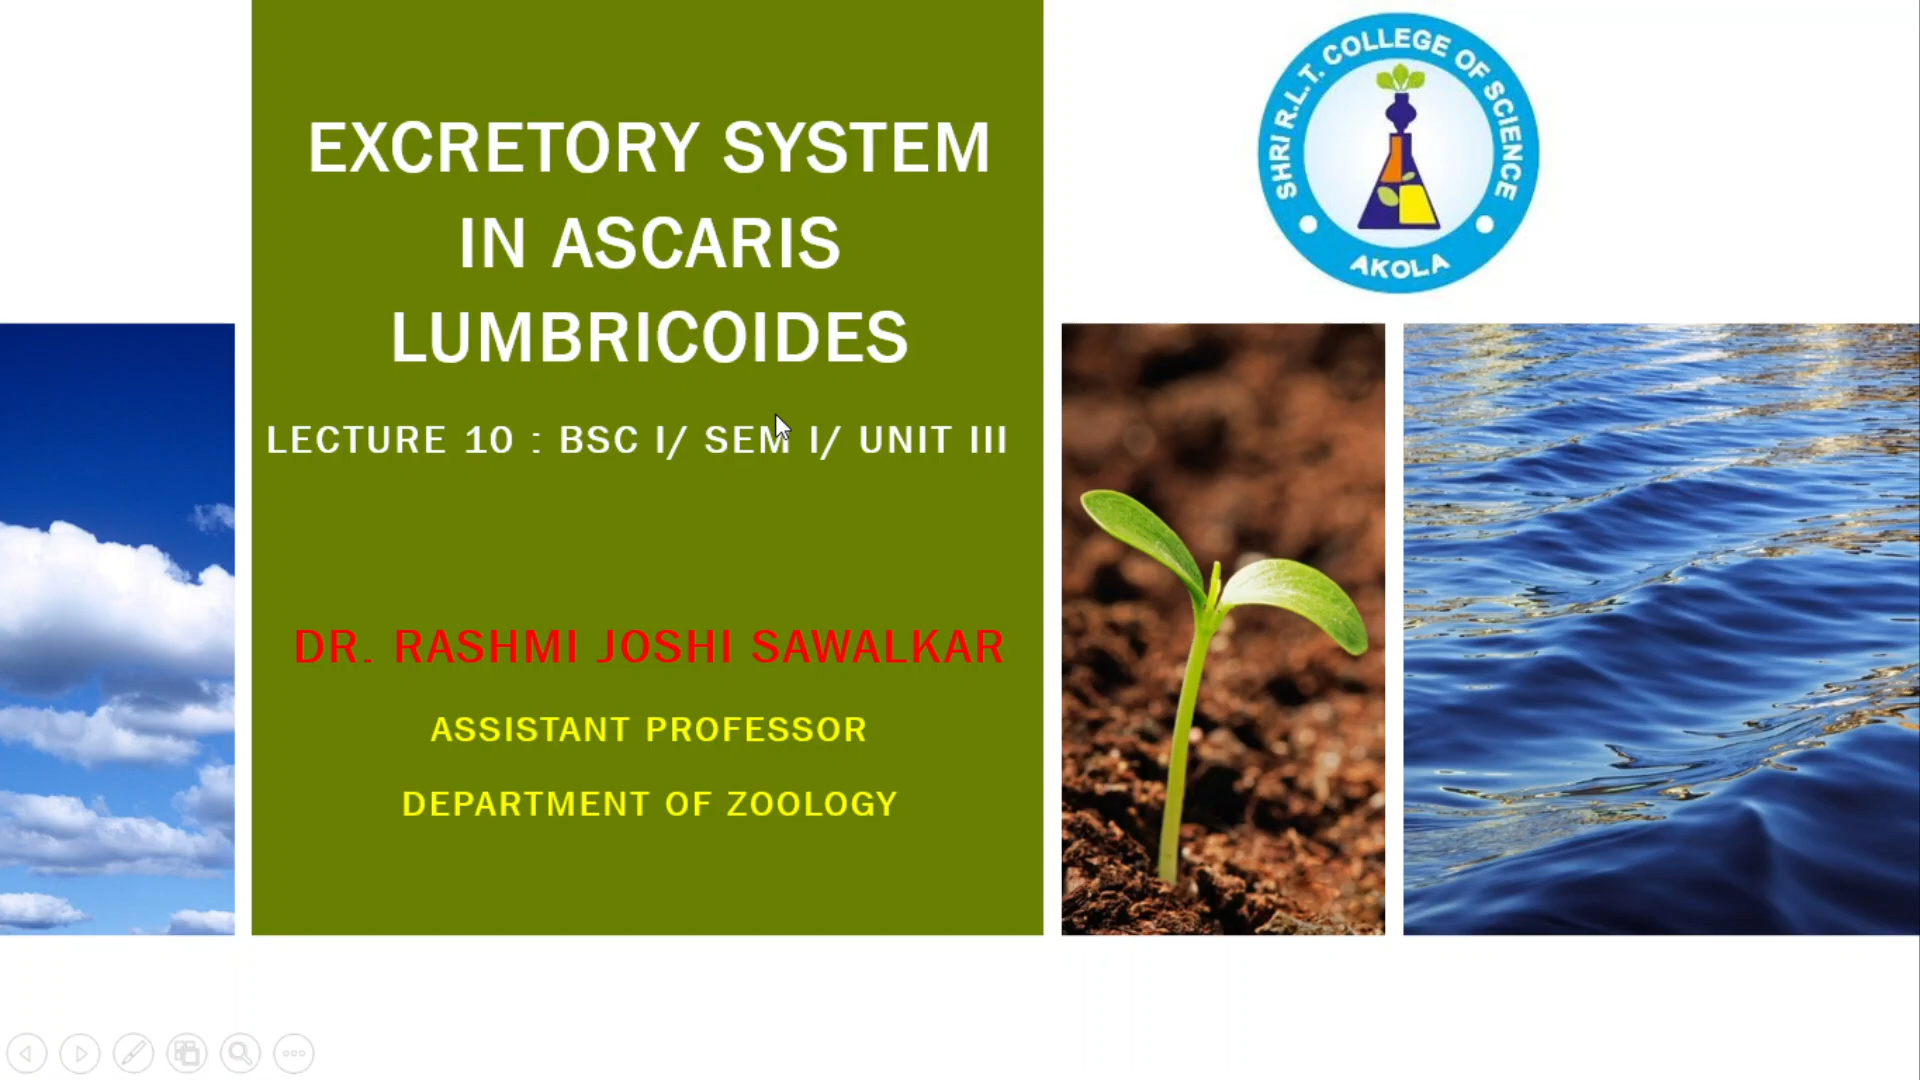 EXCRETORY SYSTEM
IN ASCARIS
LUMBRICOIDES
LECTURE 10 : BSC I/ SEM I/ UNIT III
DR. RASHMI JOSHI SAWALKAR
ASSISTANT PROFESSOR
DEPARTMENT OF ZOOLOGY
SHRI R.L.T. COLLEGE OF SCIENCE
AKOLA